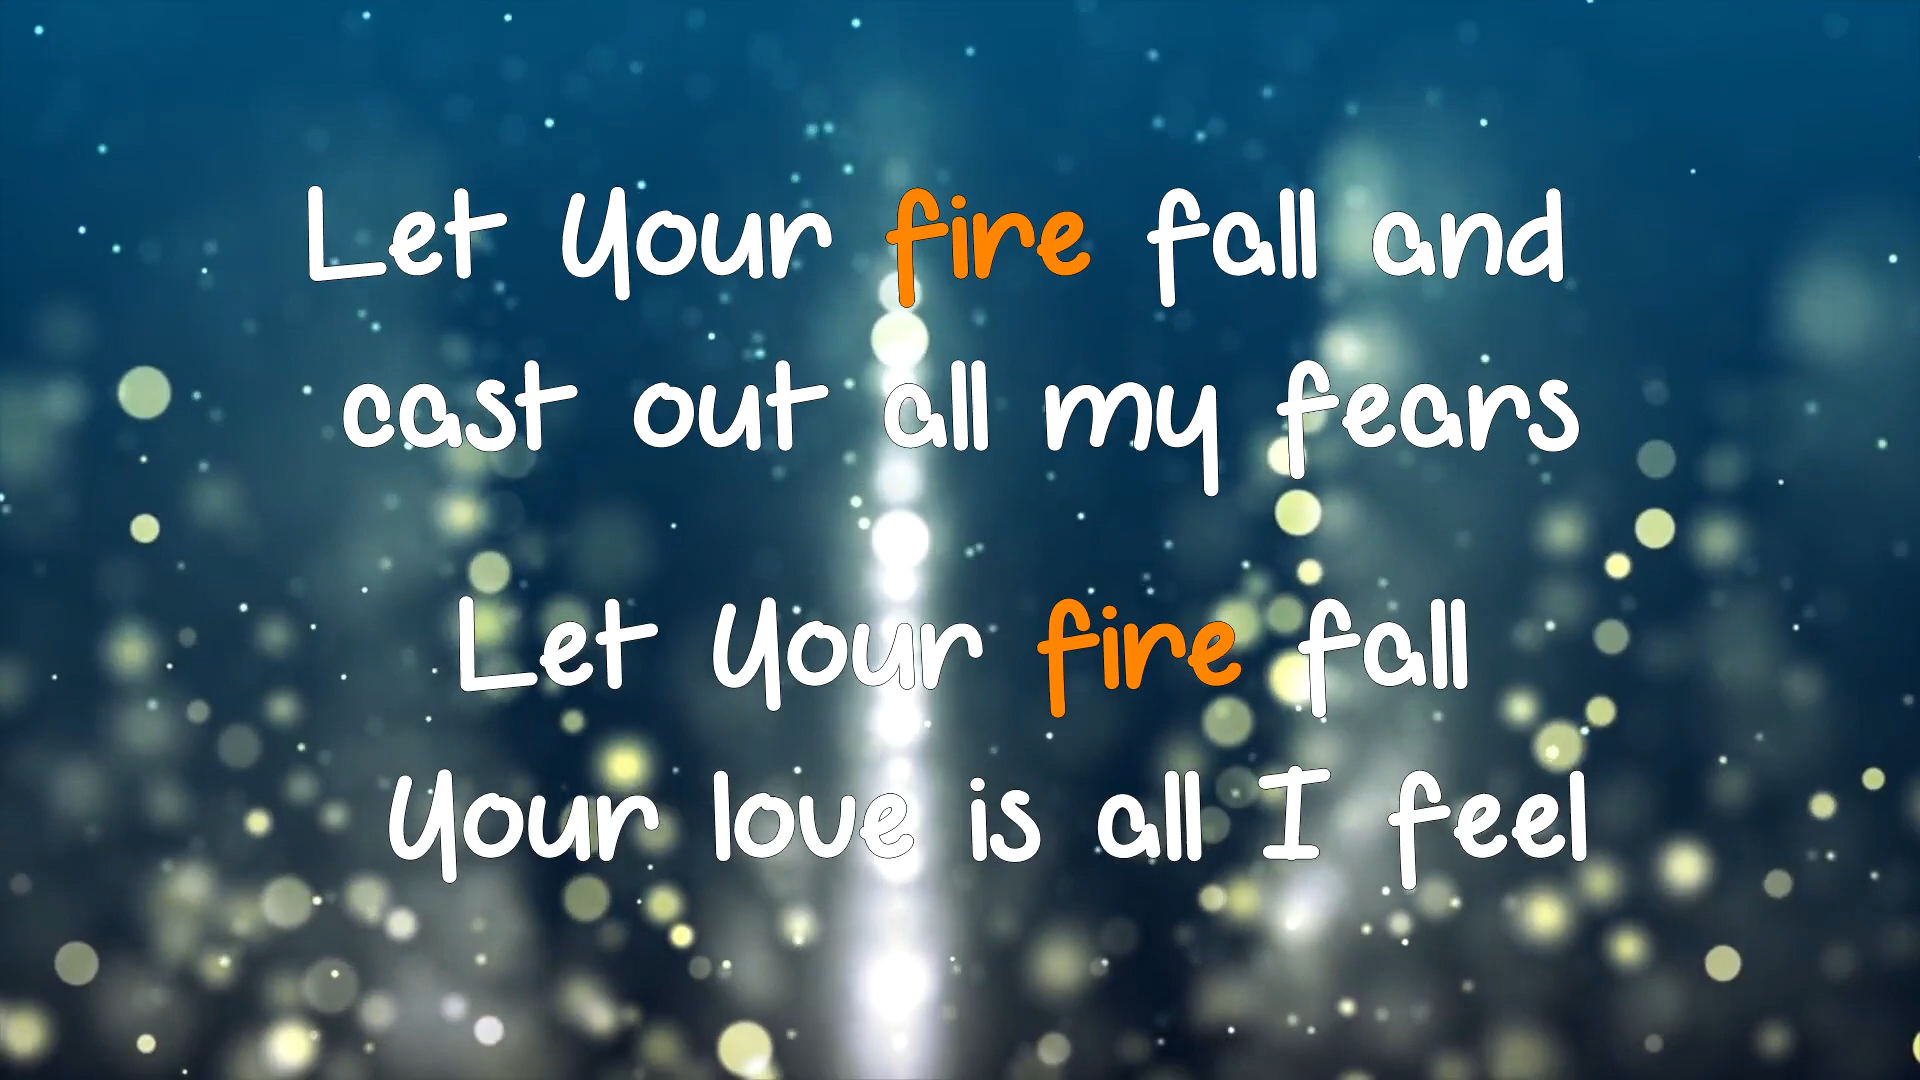 Let Your fire fall and
cast out all my fears
Let Your fire fall
Your love is all I feel